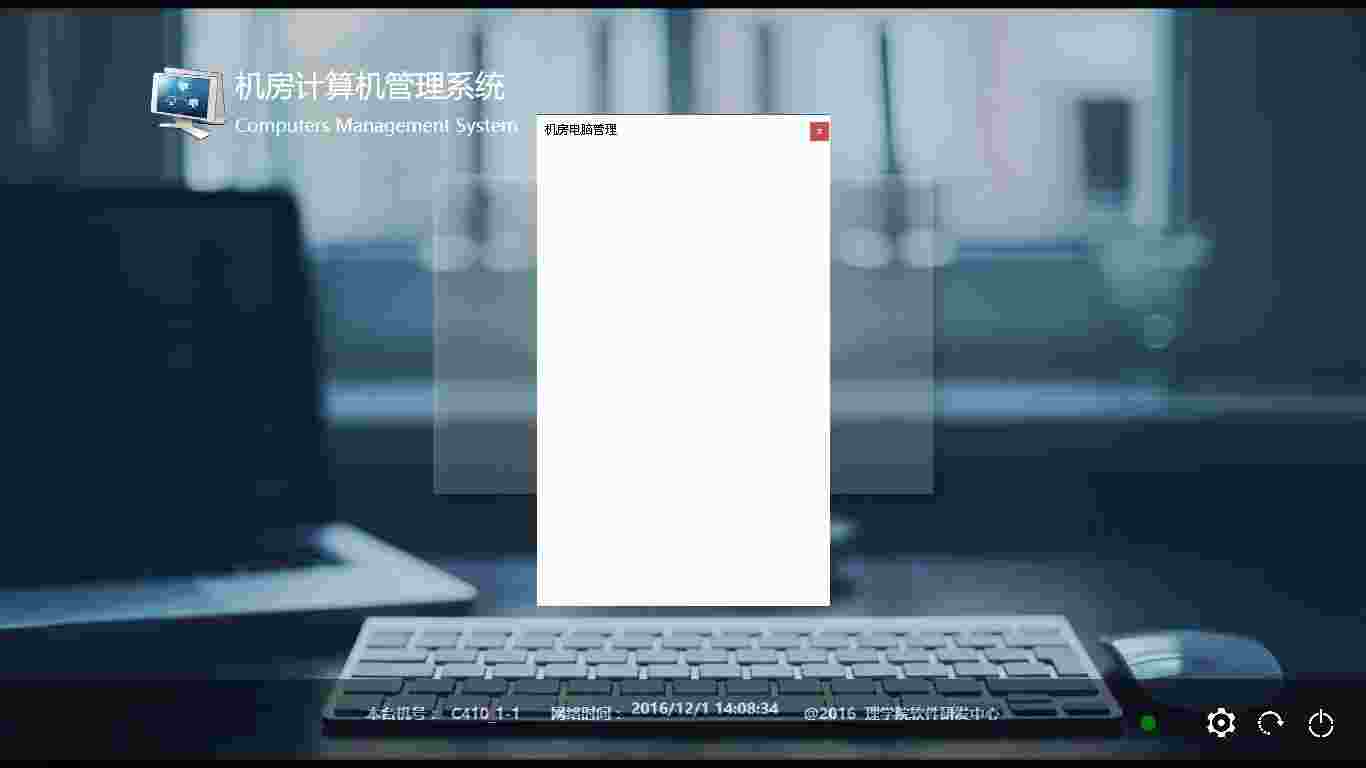 机房计算机管理系统
Computers Management System
机房电脑管理
本台机号： C410_1-1 网络时间： 2016/12/1 14:08:34 @2016 理学院软件研发中心